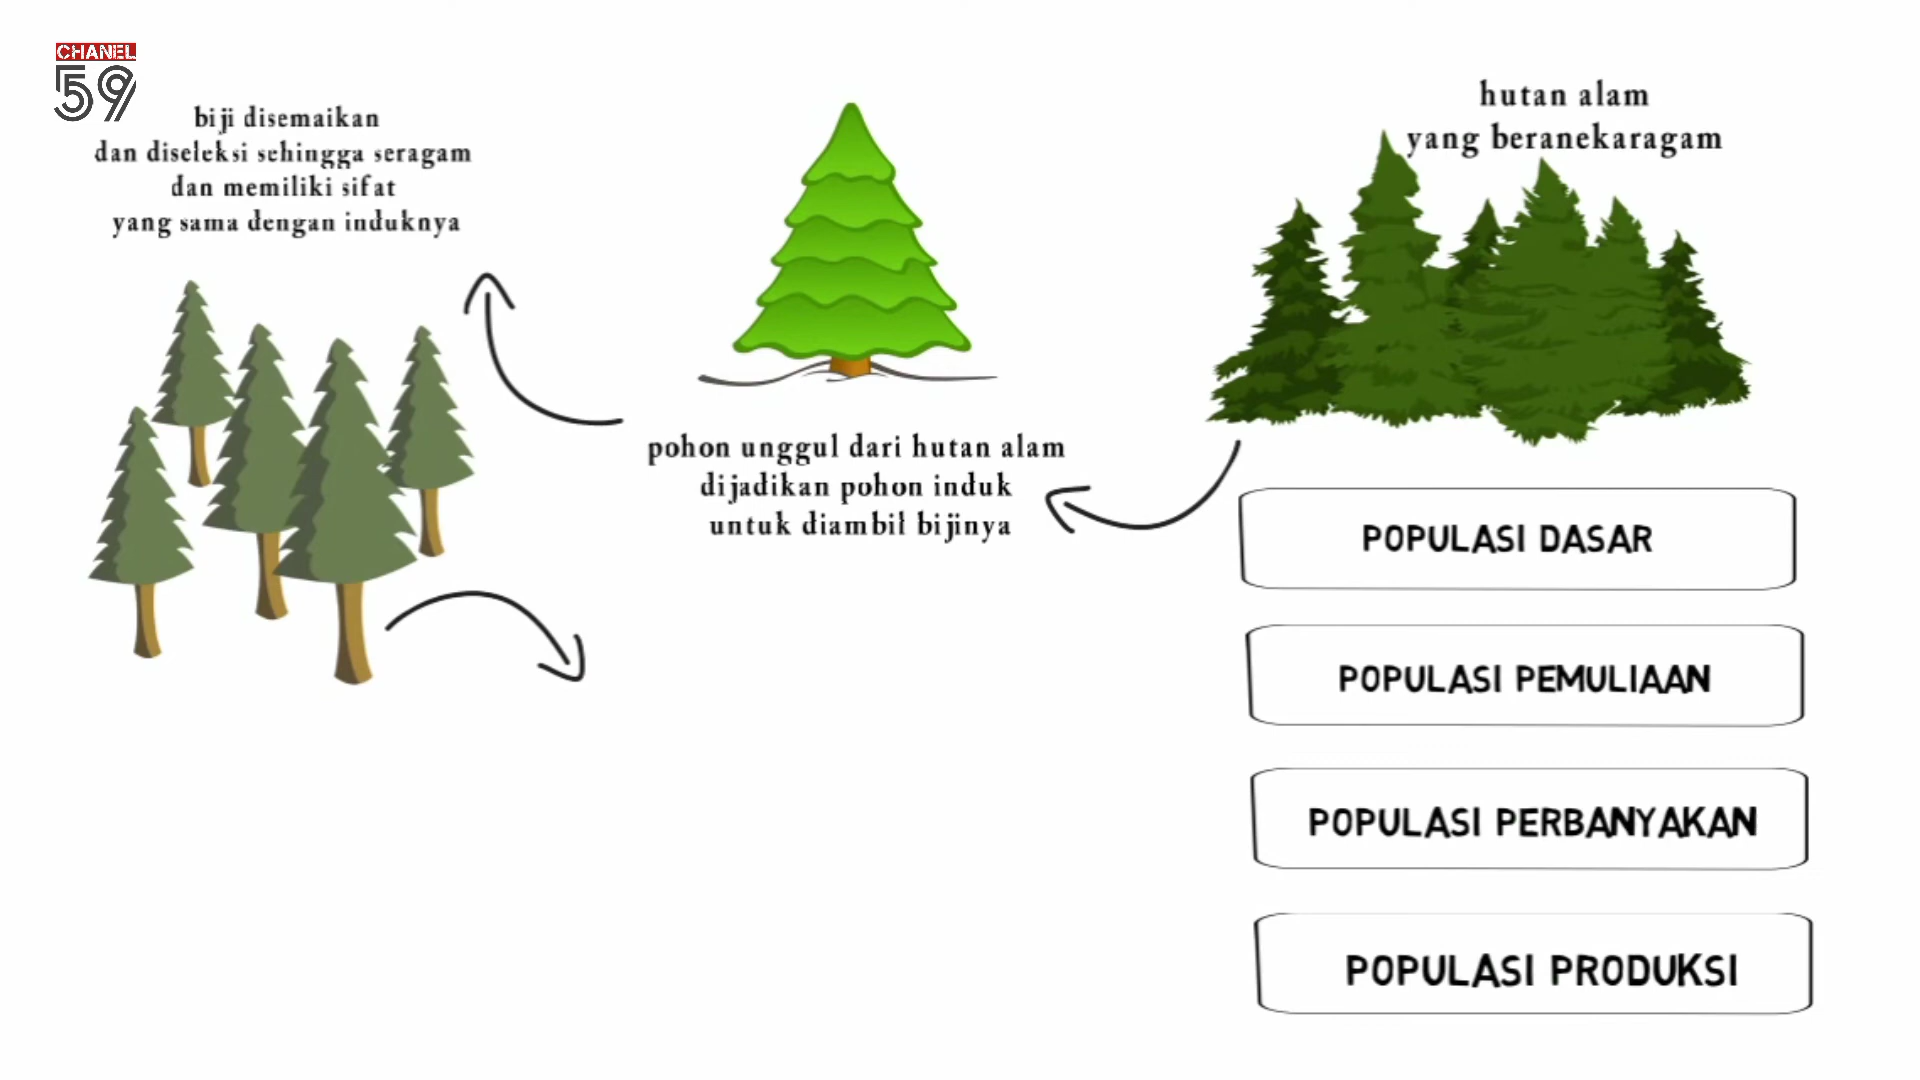 CHANEL
59
biji disemaikan
dan diseleksi sehingga seragam
dan memiliki sifat
yang sama dengan induknya
pohon unggul dari hutan alam
dijadikan pohon induk
untuk diambil bijinya
hutan alam
yang beranekaragam
POPULASI DASAR
POPULASI PEMULIAAN
POPULASI PERBANYAKAN
POPULASI PRODUKSI